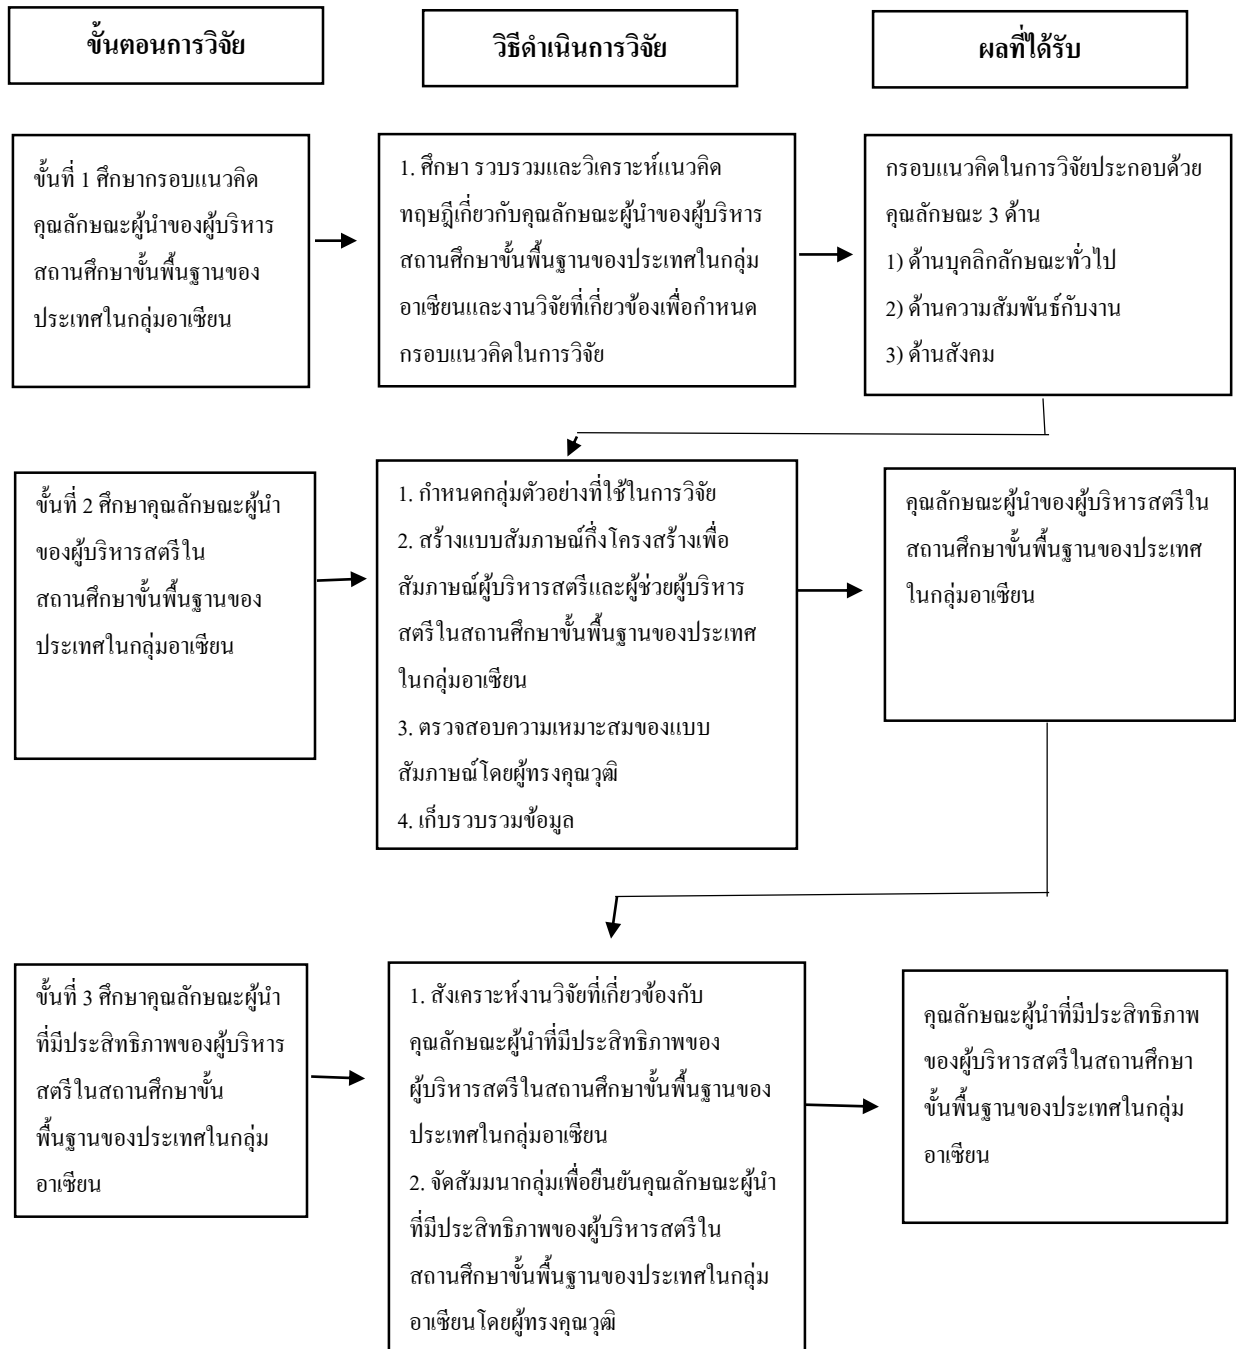 ขั้นตอนการวิจัย
วิธีดำเนินการวิจัย
ผลที่ได้รับ
ขั้นที่ 1 ศึกษากรอบแนวคิด
คุณลักษณะผู้นำของผู้บริหาร
สถานศึกษาขั้นพื้นฐานของ
ประเทศในกลุ่มอาเซียน
1. ศึกษา รวบรวมและวิเคราะห์แนวคิด
ทฤษฎีเกี่ยวกับคุณลักษณะผู้นำของผู้บริหาร
สถานศึกษาขั้นพื้นฐานของประเทศในกลุ่ม
อาเซียนและงานวิจัยที่เกี่ยวข้องเพื่อกำหนด
กรอบแนวคิดในการวิจัย
กรอบแนวคิดในการวิจัยประกอบด้วย
คุณลักษณะ 3 ด้าน
1) ด้านบุคลิกลักษณะทั่วไป
2) ด้านความสัมพันธ์กับงาน
3) ด้านสังคม
ขั้นที่ 2 ศึกษาคุณลักษณะผู้นำ
ของผู้บริหารสตรีใน
สถานศึกษาขั้นพื้นฐานของ
ประเทศในกลุ่มอาเซียน
1. กำหนดกลุ่มตัวอย่างที่ใช้ในการวิจัย
2. สร้างแบบสัมภาษณ์กึ่งโครงสร้างเพื่อ
สัมภาษณ์ผู้บริหารสตรีและผู้ช่วยผู้บริหาร
สตรีในสถานศึกษาขั้นพื้นฐานของประเทศ
ในกลุ่มอาเซียน
3. ตรวจสอบความเหมาะสมของแบบ
สัมภาษณ์โดยผู้ทรงคุณวุฒิ
4. เก็บรวบรวมข้อมูล
คุณลักษณะผู้นำของผู้บริหารสตรีใน
สถานศึกษาขั้นพื้นฐานของประเทศ
ในกลุ่มอาเซียน
ขั้นที่ 3 ศึกษาคุณลักษณะผู้นำ
ที่มีประสิทธิภาพของผู้บริหาร
สตรีในสถานศึกษาขั้น
พื้นฐานของประเทศในกลุ่ม
อาเซียน
1. สังเคราะห์งานวิจัยที่เกี่ยวข้องกับ
คุณลักษณะผู้นำที่มีประสิทธิภาพของ
ผู้บริหารสตรีในสถานศึกษาขั้นพื้นฐานของ
ประเทศในกลุ่มอาเซียน
2. จัดสัมมนากลุ่มเพื่อยืนยันคุณลักษณะผู้นำ
ที่มีประสิทธิภาพของผู้บริหารสตรีใน
สถานศึกษาขั้นพื้นฐานของประเทศในกลุ่ม
อาเซียนโดยผู้ทรงคุณวุฒิ
คุณลักษณะผู้นำที่มีประสิทธิภาพ
ของผู้บริหารสตรีในสถานศึกษา
ขั้นพื้นฐานของประเทศในกลุ่ม
อาเซียน